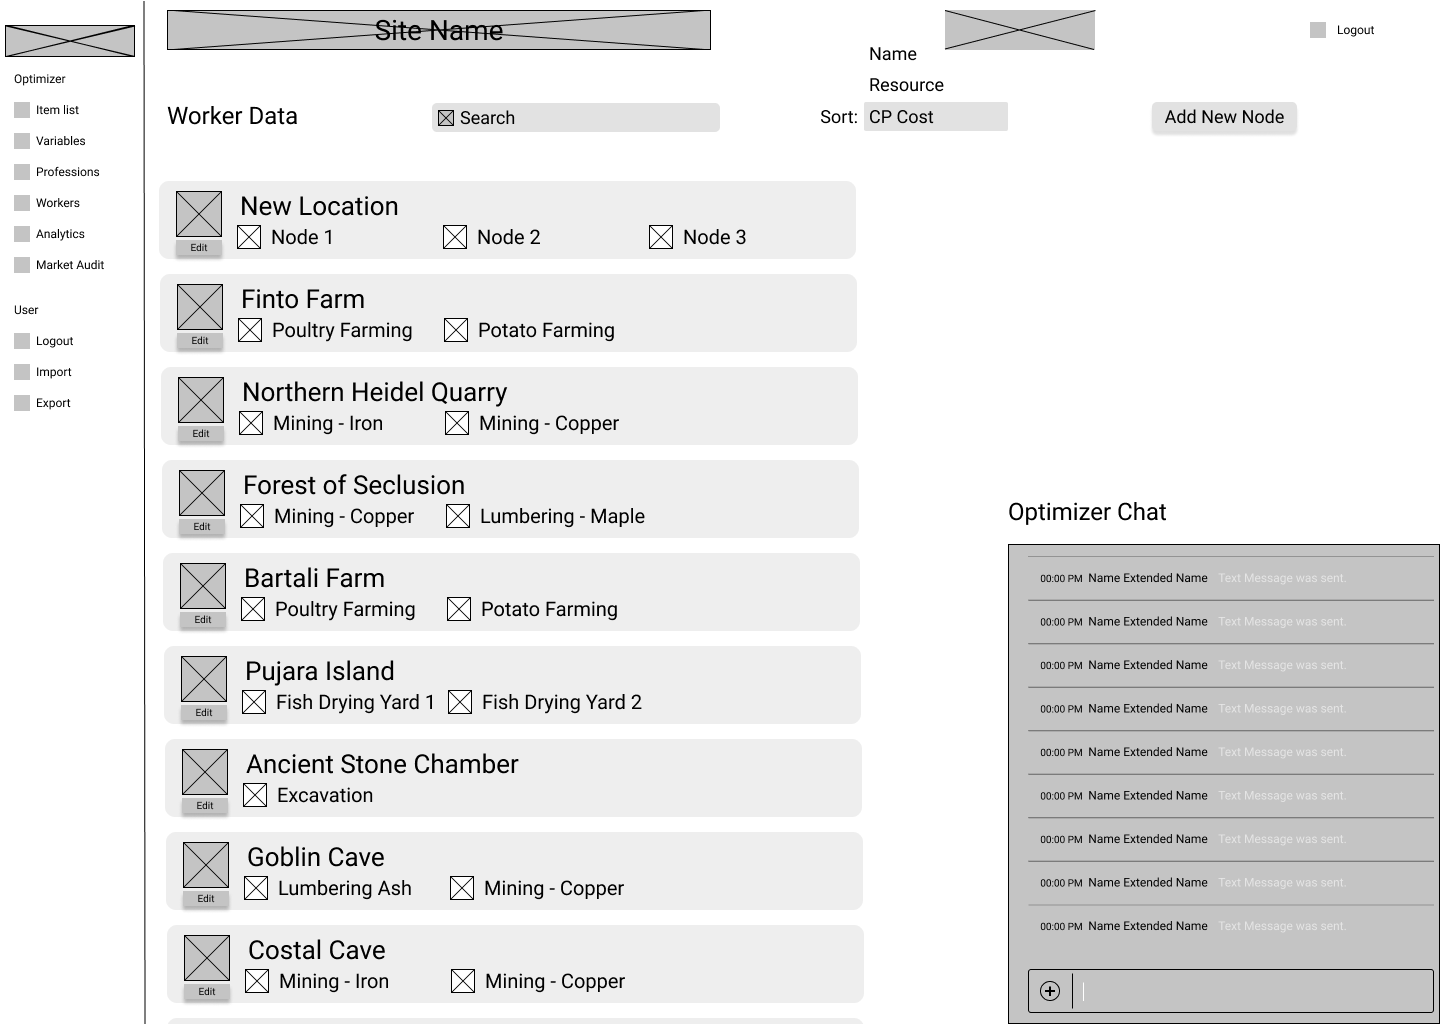 Site Name
Logout
Name
Resource
Optimizer
Item list
Variables
Professions
Workers
Analytics
Market Audit
User
Logout
Import
Export
Worker Data
Search
Sort: CP Cost
Add New Node
New Location
Edit
Node 1 Node 2 Node 3
Finto Farm
Edit
Poultry Farming Potato Farming
Northern Heidel Quarry
Edit
Mining - Iron Mining - Copper
Forest of Seclusion
Edit
Mining - Copper Lumbering - Maple
Bartali Farm
Edit
Poultry Farming Potato Farming
Pujara Island
Edit
Fish Drying Yard 1 Fish Drying Yard 2
Ancient Stone Chamber
Edit
Excavation
Goblin Cave
Edit
Lumbering Ash Mining - Copper
Costal Cave
Edit
Mining - Iron Mining - Copper
Optimizer Chat
00:00 PM Name Extended Name Text Message was sent.
00:00 PM Name Extended Name Text Message was sent.
00:00 PM Name Extended Name Text Message was sent.
00:00 PM Name Extended Name Text Message was sent.
00:00 PM Name Extended Name Text Message was sent.
00:00 PM Name Extended Name Text Message was sent.
00:00 PM Name Extended Name Text Message was sent.
00:00 PM Name Extended Name Text Message was sent.
00:00 PM Name Extended Name Text Message was sent.